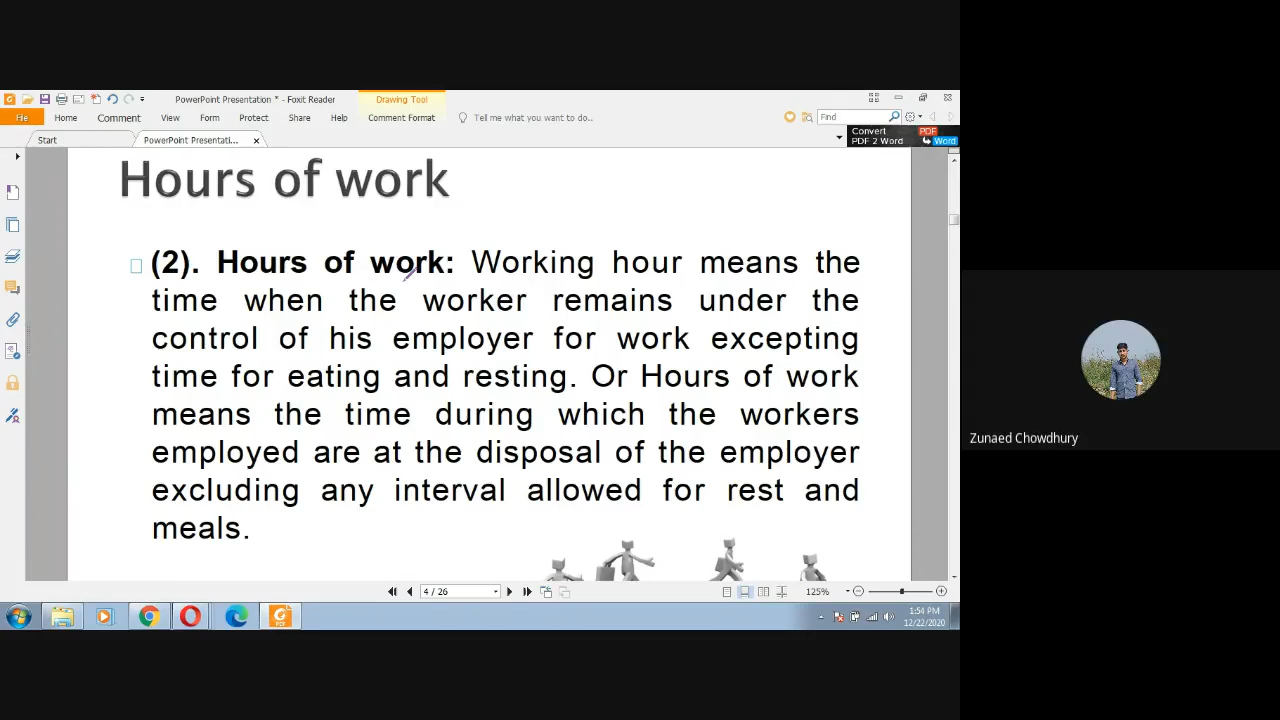 PowerPoint Presentation * - Foxit Reader
Drawing Tool
File Home Comment View Form Protect Share Help Comment Format Tell me what you want to do.. Find
Start PowerPoint Presentati...
Convert PDF
PDF 2 Word Word
Hours of work
(2). Hours of work: Working hour means the
time when the worker remains under the
control of his employer for work excepting
time for eating and resting. Or Hours of work
means the time during which the workers
employed are at the disposal of the employer
excluding any interval allowed for rest and
meals.
4 / 26
125%
1:54 PM
12/22/2020
Zunaed Chowdhury